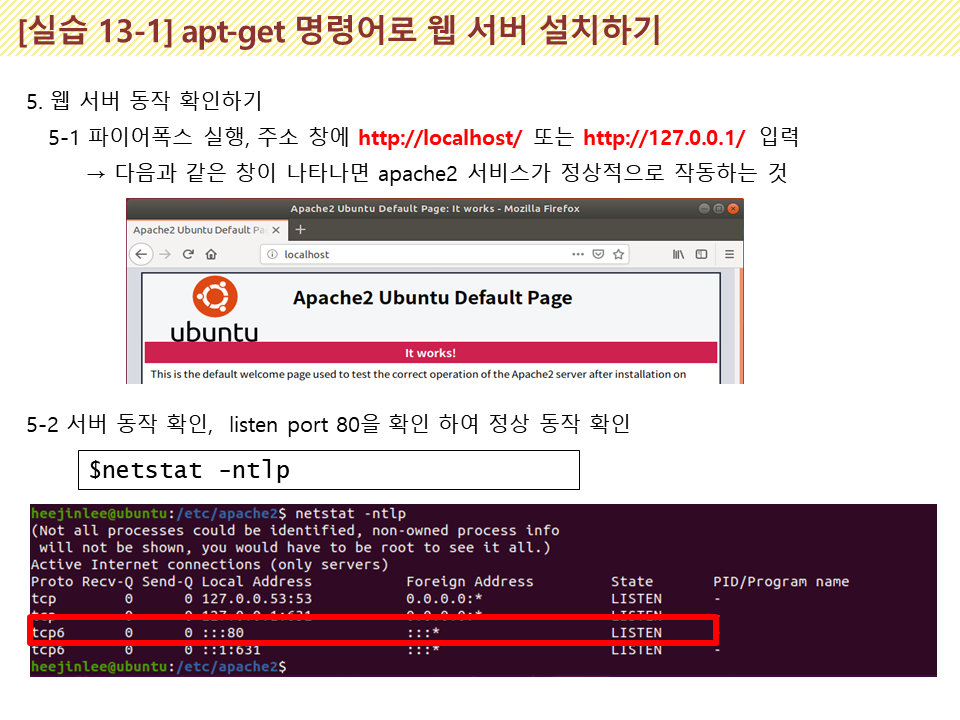 [실습 13-1] apt-get 명령어로 웹 서버 설치하기
5. 웹 서버 동작 확인하기
5-1 파이어폭스 실행, 주소 창에 http://localhost/ 또는 http://127.0.0.1/ 입력
→ 다음과 같은 창이 나타나면 apache2 서비스가 정상적으로 작동하는 것
Apache2 Ubuntu Default Page: It works - Mozilla Firefox
Apache2 Ubuntu Default Pa
localhost
ubuntu
Apache2 Ubuntu Default Page
It works!
This is the default welcome page used to test the correct operation of the Apache2 server after installation on
5-2 서버 동작 확인, listen port 80을 확인 하여 정상 동작 확인
$netstat -ntlp
heejinlee@ubuntu:/etc/apache2$ netstat -ntlp
(Not all processes could be identified, non-owned process info
will not be shown, you would have to be root to see it all.)
Active Internet connections (only servers)
Proto Recv-Q Send-Q Local Address Foreign Address State PID/Program name
tcp 0 0 127.0.0.53:53 0.0.0.0:* LISTEN -
tcp 0 0 127.0.0.1:631 0.0.0.0:* LISTEN -
tcp6 0 0 :::80 :::* LISTEN -
tcp6 0 0 ::1:631 :::* LISTEN -
heejinlee@ubuntu:/etc/apache2$